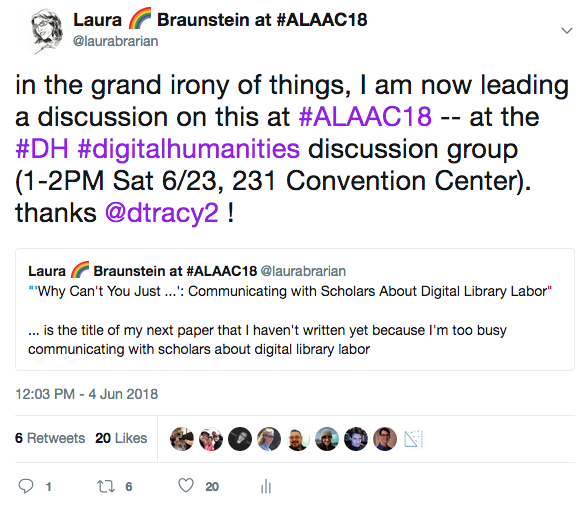 Laura 🌈 Braunstein at #ALAAC18
@laurabrarian
in the grand irony of things, I am now leading
a discussion on this at #ALAAC18 -- at the
#DH #digitalhumanities discussion group
(1-2PM Sat 6/23, 231 Convention Center).
thanks @dtracy2 !
Laura 🌈 Braunstein at #ALAAC18 @laurabrarian
"'Why Can't You Just ...': Communicating with Scholars About Digital Library Labor"
... is the title of my next paper that I haven't written yet because I'm too busy
communicating with scholars about digital library labor
12:03 PM - 4 Jun 2018
6 Retweets 20 Likes
1 6 20